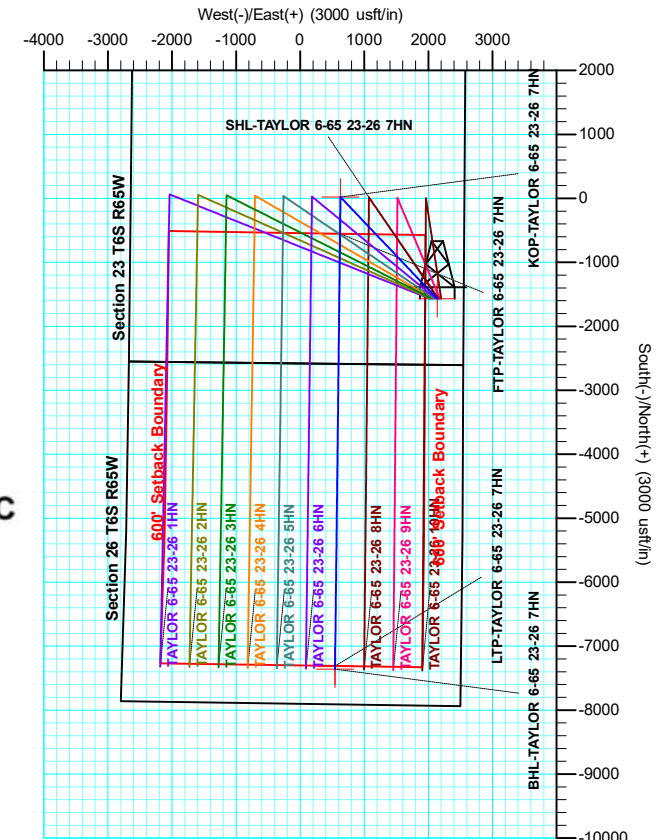 West(-)/East(+) (3000 usft/in)
-4000
-3000
-2000
-1000
0
1000
2000
3000
2000
1000
0
-1000
-2000
-3000
-4000
-5000
-6000
-7000
-8000
-9000
-10000
South(-)/North(+) (3000 usft/in)
SHL-TAYLOR 6-65 23-26 7HN
KOP-TAYLOR 6-65 23-26 7HN
FTP-TAYLOR 6-65 23-26 7HN
Section 23 T6S R65W
Section 26 T6S R65W
600' Setback Boundary
600' Setback Boundary
TAYLOR 6-65 23-26 1HN
TAYLOR 6-65 23-26 2HN
TAYLOR 6-65 23-26 3HN
TAYLOR 6-65 23-26 4HN
TAYLOR 6-65 23-26 5HN
TAYLOR 6-65 23-26 6HN
TAYLOR 6-65 23-26 8HN
TAYLOR 6-65 23-26 9HN
TAYLOR 6-65 23-26 10HN
LTP-TAYLOR 6-65 23-26 7HN
BHL-TAYLOR 6-65 23-26 7HN
C